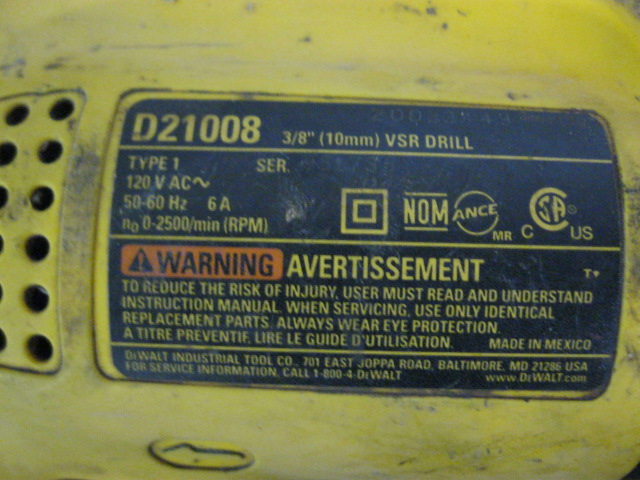 D21008 3/8" (10mm) VSR DRILL
TYPE 1 SER.
120 V AC~
50-60 Hz 6 A
n₀ 0-2500/min (RPM)
NOM ANCE MR C SA US
WARNING AVERTISSEMENT T
TO REDUCE THE RISK OF INJURY, USER MUST READ AND UNDERSTAND
INSTRUCTION MANUAL. WHEN SERVICING, USE ONLY IDENTICAL
REPLACEMENT PARTS. ALWAYS WEAR EYE PROTECTION.
À TITRE PRÉVENTIF, LIRE LE GUIDE D'UTILISATION. MADE IN MEXICO
DEWALT INDUSTRIAL TOOL CO., 701 EAST JOPPA ROAD, BALTIMORE, MD 21286 USA
FOR SERVICE INFORMATION, CALL 1-800-4-DEWALT www.DEWALT.com